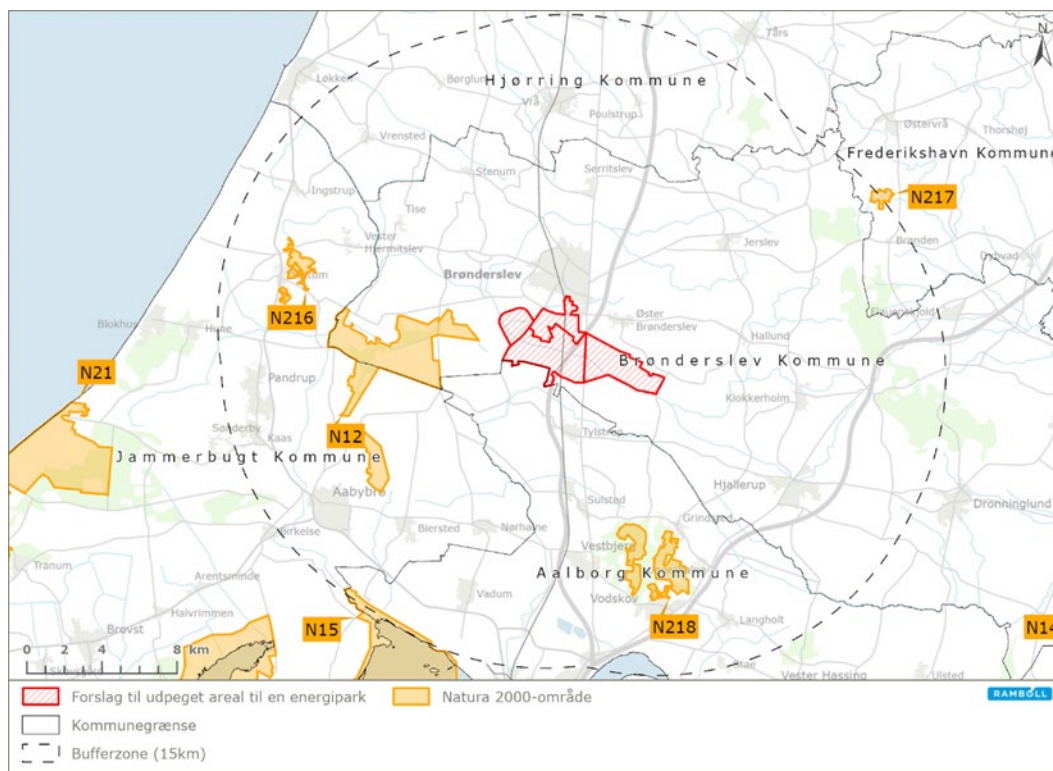 N
Tårs
Løkken
Børglum
Hjørring Kommune
Vrå
Poulstrup
Østervrå
Thorshøj
Vrensted
Frederikshavn Kommune
Stenum
Serritslev
Ingstrup
N217
Tise
Vester
Hjermitslev
Jerslev
Brønden
Dybvad
Brønderslev
N216
Øster
Brønderslev
Blokhus
Hune
Hallund
Brønderslev Kommune
N21
Pandrup
Klokkerholm
N12
Kaas
Tylstrup
Jammerbugt Kommune
Aabybro
Hjallerup
Sulsted
Dronninglund
Biersted
Nørhalne
Grindsted
Birkelse
Vestbjerg
Tranum
Aalborg Kommune
Arentsminde
Vadum
Vodskov
Halvrimmen
Langholt
N15
N218
N14
Brovst
0 2 4 8 km
Vester Hassing
Ulsted
Forslag til udpeget areal til en energipark
Natura 2000-område
RAMBOLL
Kommunegrænse
Bufferzone (15km)